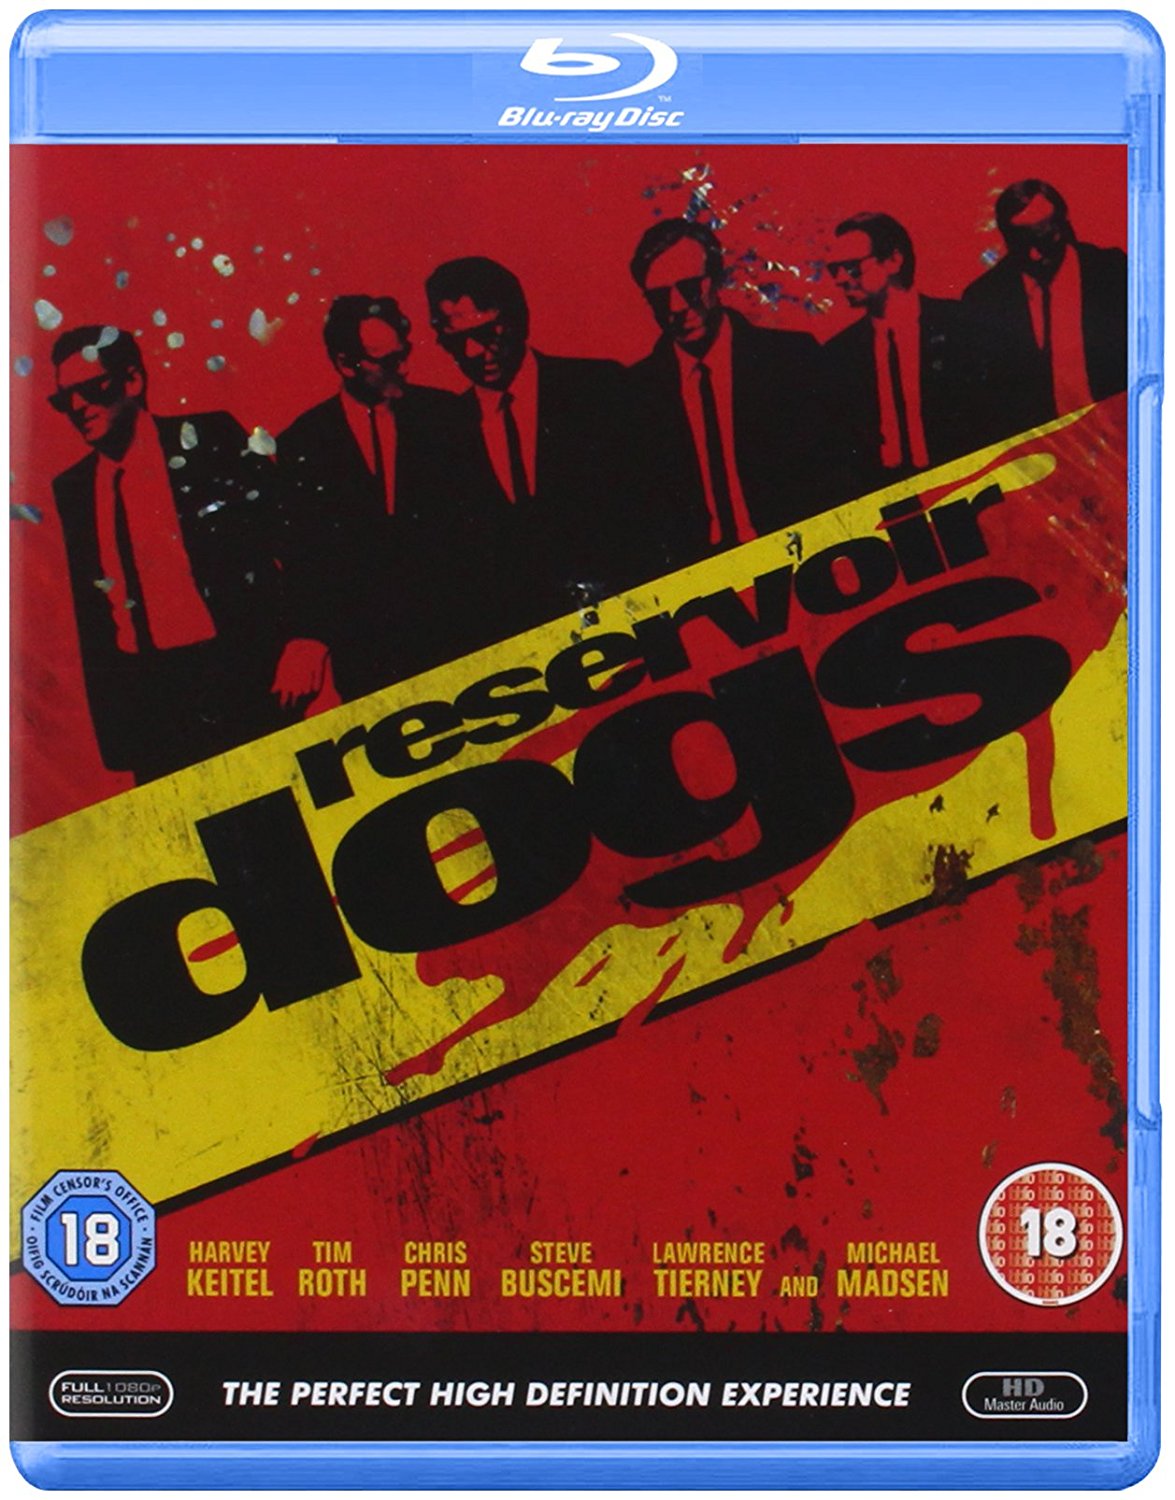 Blu-ray Disc™
reservoir
dogs
FILM CENSOR'S OFFICE
18
OIFIG SCRÚDÓIR NA SCANNÁN
HARVEY KEITEL
TIM ROTH
CHRIS PENN
STEVE BUSCEMI
LAWRENCE TIERNEY
AND
MICHAEL MADSEN
18
FULL 1080p
RESOLUTION
THE PERFECT HIGH DEFINITION EXPERIENCE
HD
Master Audio